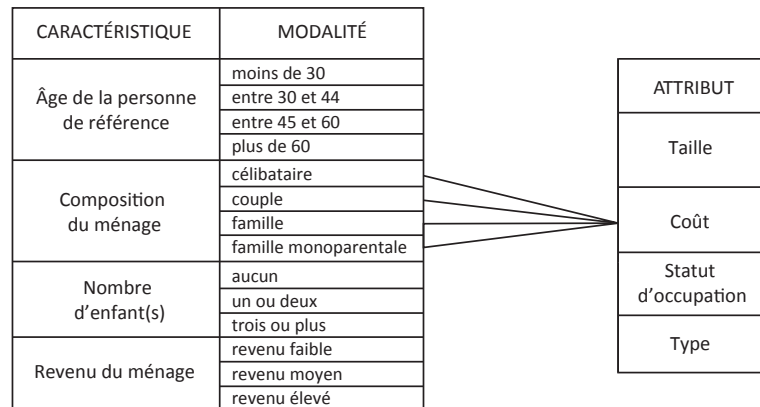 CARACTÉRISTIQUE
MODALITÉ
Âge de la personne
de référence
moins de 30
entre 30 et 44
entre 45 et 60
plus de 60
Composition
du ménage
célibataire
couple
famille
famille monoparentale
Nombre
d’enfant(s)
aucun
un ou deux
trois ou plus
Revenu du ménage
revenu faible
revenu moyen
revenu élevé
ATTRIBUT
Taille
Coût
Statut
d’occupation
Type